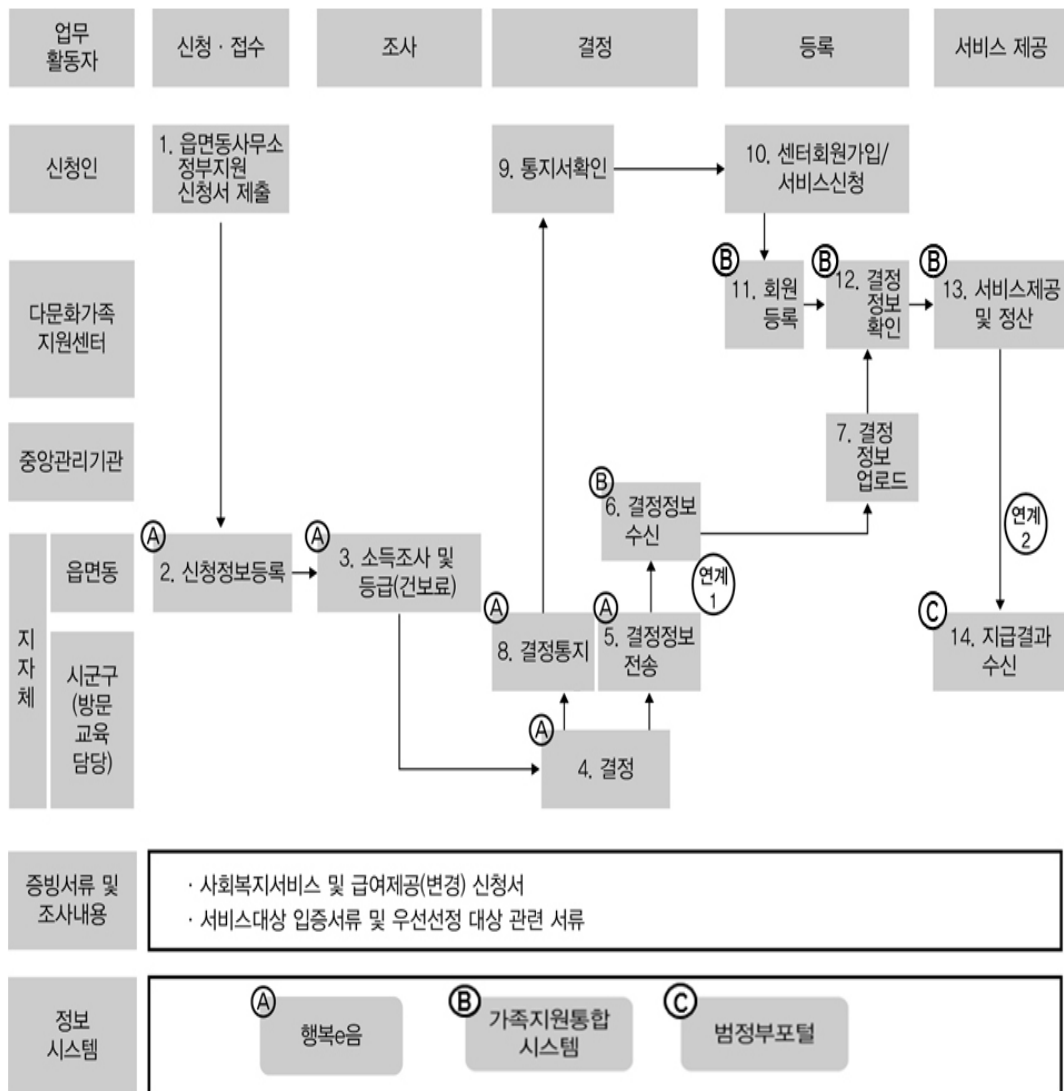 업무
활동자
신청 · 접수
조사
결정
등록
서비스 제공
신청인
1. 읍면동사무소
정부지원
신청서 제출
9. 통지서확인
10. 센터회원가입/
서비스신청
다문화가족
지원센터
B
11. 회원
등록
B
12. 결정
정보
확인
B
13. 서비스제공
및 정산
중앙관리기관
7. 결정
정보
업로드
B
6. 결정정보
수신
연계
1
연계
2
지
자
체
읍면동
A
2. 신청정보등록
A
3. 소득조사 및
등급(건보료)
시군구
(방문
교육
담당)
A
8. 결정통지
A
5. 결정정보
전송
C
14. 지급결과
수신
A
4. 결정
증빙서류 및
조사내용
· 사회복지서비스 및 급여제공(변경) 신청서
· 서비스대상 입증서류 및 우선선정 대상 관련 서류
정보
시스템
A
행복e음
B
가족지원통합
시스템
C
범정부포털